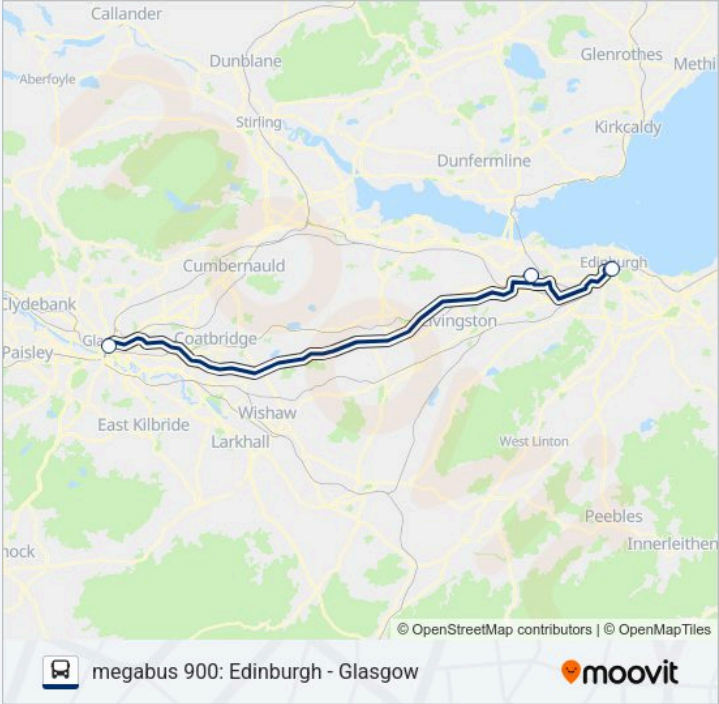 Callander
Glenrothes
Methi
Dunblane
Aberfoyle
Stirling
Kirkcaldy
Dunfermline
Edinburgh
Cumbernauld
Clydebank
Livingston
Coatbridge
Paisley
Wishaw
East Kilbride
Larkhall
West Linton
Peebles
Innerleithen
nock
© OpenStreetMap contributors | © OpenMapTiles
megabus 900: Edinburgh - Glasgow
moovit